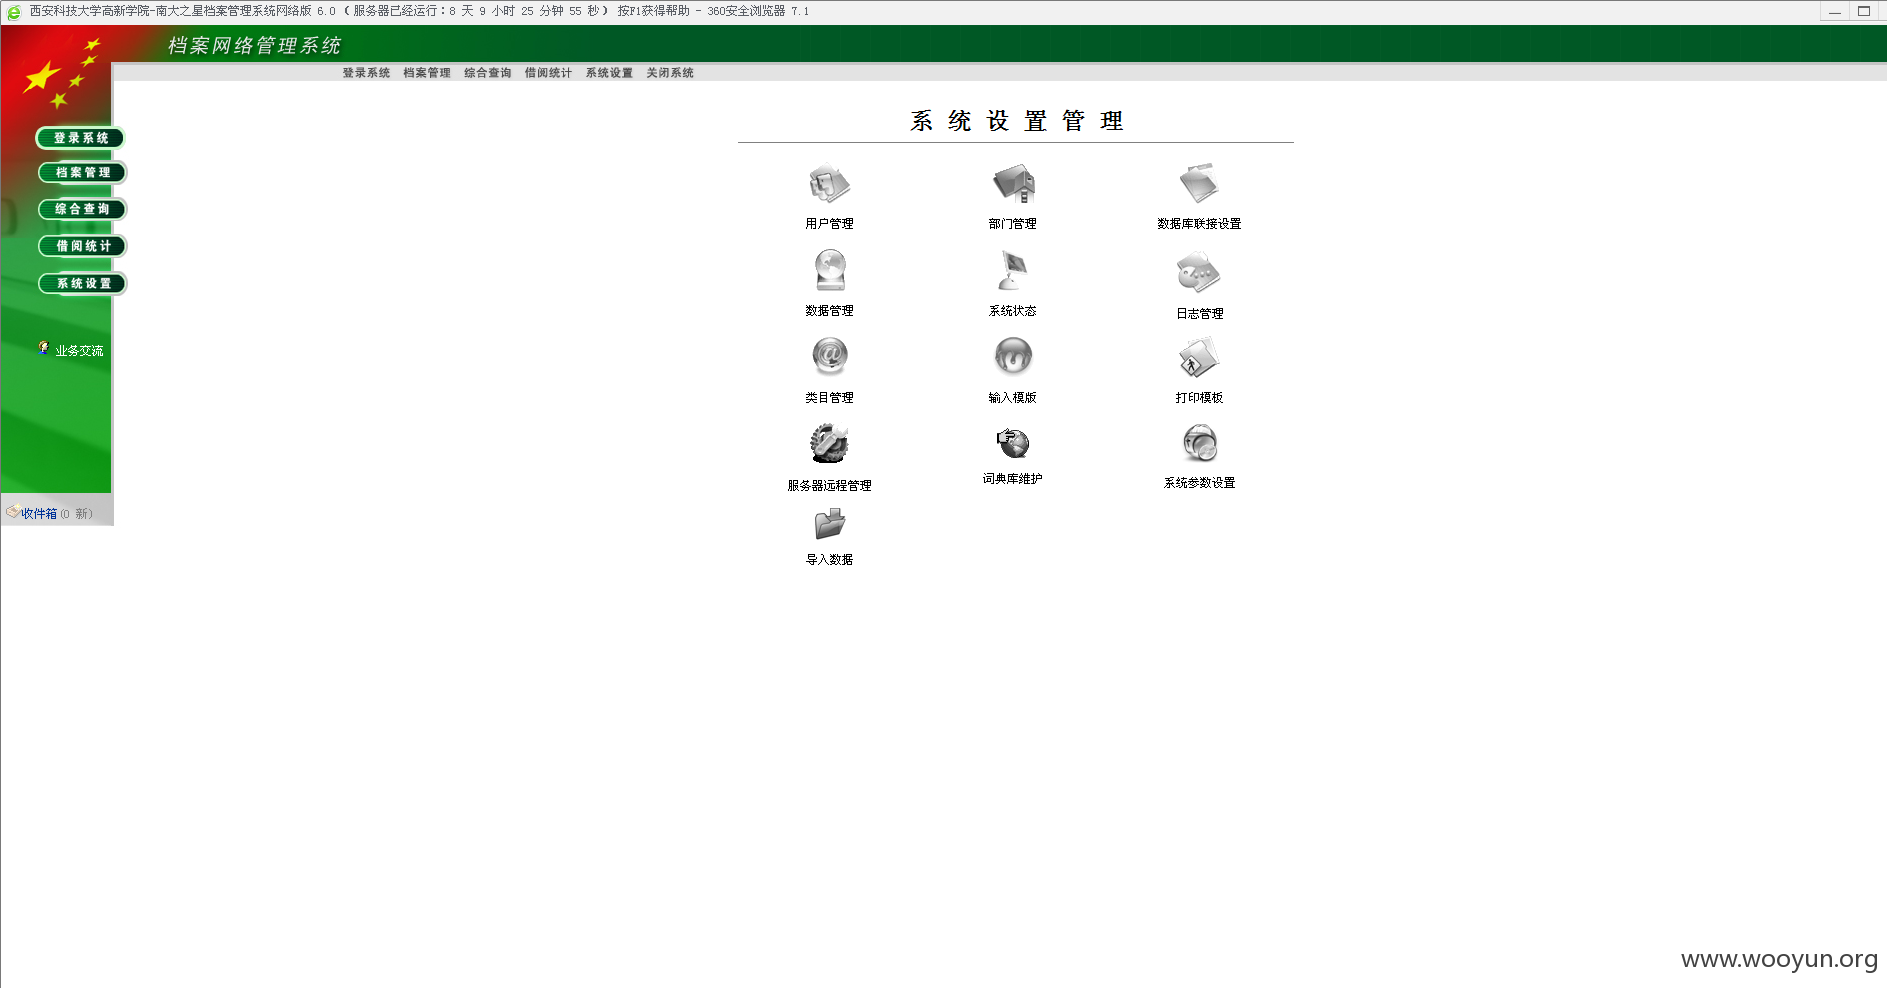 西安科技大学高新学院-南大之星档案管理系统网络版 6.0 ( 服务器已经运行：8 天 9 小时 25 分钟 55 秒 ) 按F1获得帮助 - 360安全浏览器 7.1
档案网络管理系统
登录系统 档案管理 综合查询 借阅统计 系统设置 关闭系统
系统设置管理
登录系统
档案管理
综合查询
借阅统计
系统设置
业务交流
收件箱(0 新)
用户管理 部门管理 数据库联接设置
数据管理 系统状态 日志管理
类目管理 输入模版 打印模板
服务器远程管理 词典库维护 系统参数设置
导入数据
www.wooyun.org